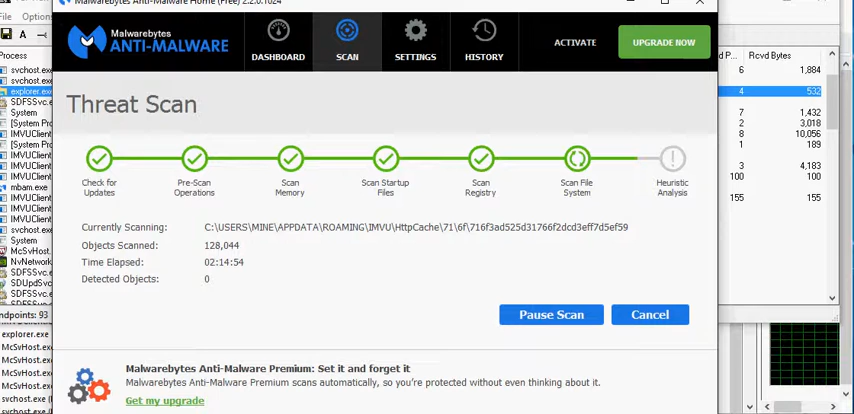 Malwarebytes Anti-Malware Home (Free) 2.2.0.1024
File Options
A
Process
svchost.exe
svchost.exe
explorer.exe
SDFSSvc.e
System
[System Pro
IMVUClient
[System Pro
IMVUClient
IMVUClient
mbam.exe
IMVUClient
IMVUClient
IMVUClient
svchost.exe
System
McSvHost.e
NvNetwork
SDFSSvc.e
SDUpdSvc.e
SDFSSvc.e
ndpoints: 93
explorer.exe
McSvHost.exe
McSvHost.exe
McSvHost.exe
McSvHost.exe
svchost.exe (
Malwarebytes
ANTI-MALWARE
DASHBOARD
SCAN
SETTINGS
HISTORY
ACTIVATE
UPGRADE NOW
Threat Scan
Check for
Updates
Pre-Scan
Operations
Scan
Memory
Scan Startup
Files
Scan
Registry
Scan File
System
Heuristic
Analysis
Currently Scanning: C:\USERS\MINE\APPDATA\ROAMING\IMVU\HttpCache\71\6f\716f3ad525d31766f2dcd3eff7d5ef59
Objects Scanned: 128,044
Time Elapsed: 02:14:54
Detected Objects: 0
Pause Scan
Cancel
Malwarebytes Anti-Malware Premium: Set it and forget it
Malwarebytes Anti-Malware Premium scans automatically, so you're protected without even thinking about it.
Get my upgrade
d P... Rcvd Bytes
6 1,884
4 532
7 1,432
2 3,018
8 10,056
1 189
3 4,183
100 100
155 155